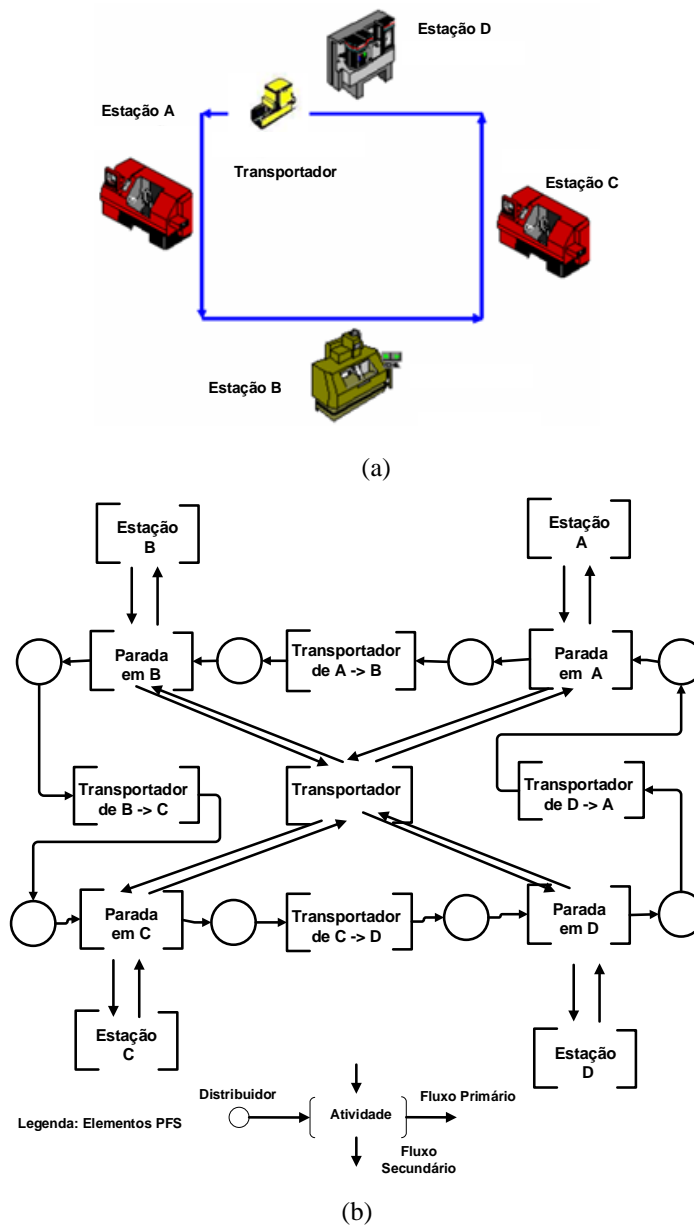 Estação D
Estação A
Transportador
Estação C
Estação B
(a)
Estação
B
Estação
A
Parada
em B
Transportador
de A -> B
Parada
em A
Transportador
de B -> C
Transportador
Transportador
de D -> A
Parada
em C
Transportador
de C -> D
Parada
em D
Estação
C
Estação
D
Legenda: Elementos PFS
Distribuidor
Atividade
Fluxo Primário
Fluxo
Secundário
(b)